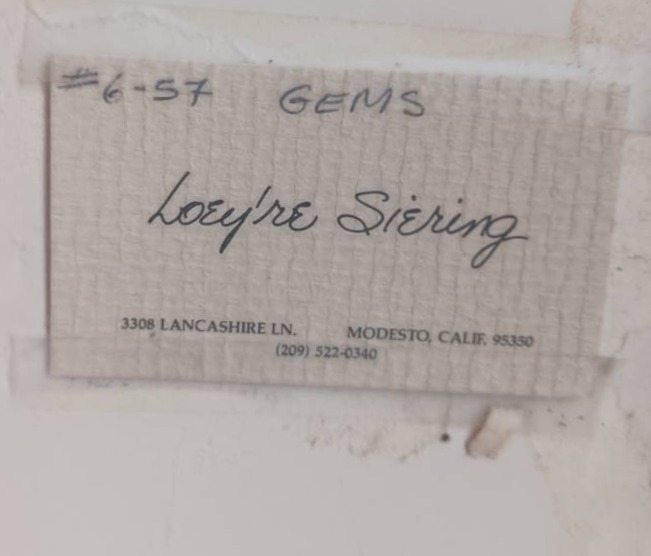 #6-57 GEMS
Loey're Siering
3308 LANCASHIRE LN. MODESTO, CALIF. 95350
(209) 522-0340